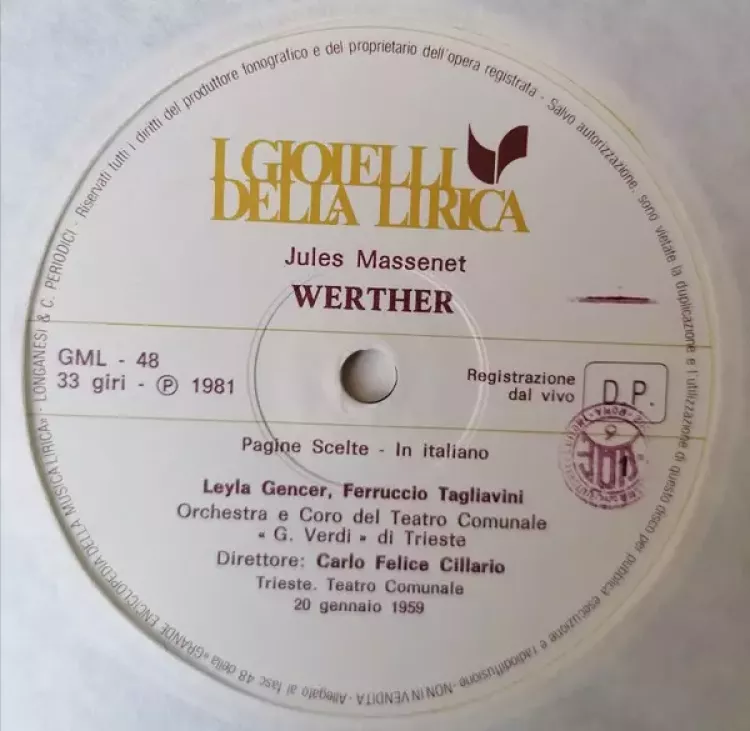 Riservati tutti i diritti del produttore fonografico e del proprietario dell'opera registrata - Salvo autorizzazione, sono vietate la duplicazione e l'utilizzazione di questo disco per pubblica esecuzione e radiodiffusione. - NON IN VENDITA - Allegato al fasc 48 della «GRANDE ENCICLOPEDIA DELLA MUSICA LIRICA» · LONGANESI & C. PERIODICI -
I GIOIELLI
DELLA LIRICA
Jules Massenet
WERTHER
GML - 48
33 giri - ℗ 1981
Registrazione
dal vivo
D.P.
Pagine Scelte - In italiano
Leyla Gencer, Ferruccio Tagliavini
Orchestra e Coro del Teatro Comunale
« G. Verdi » di Trieste
Direttore: Carlo Felice Cillario
Trieste. Teatro Comunale
20 gennaio 1959